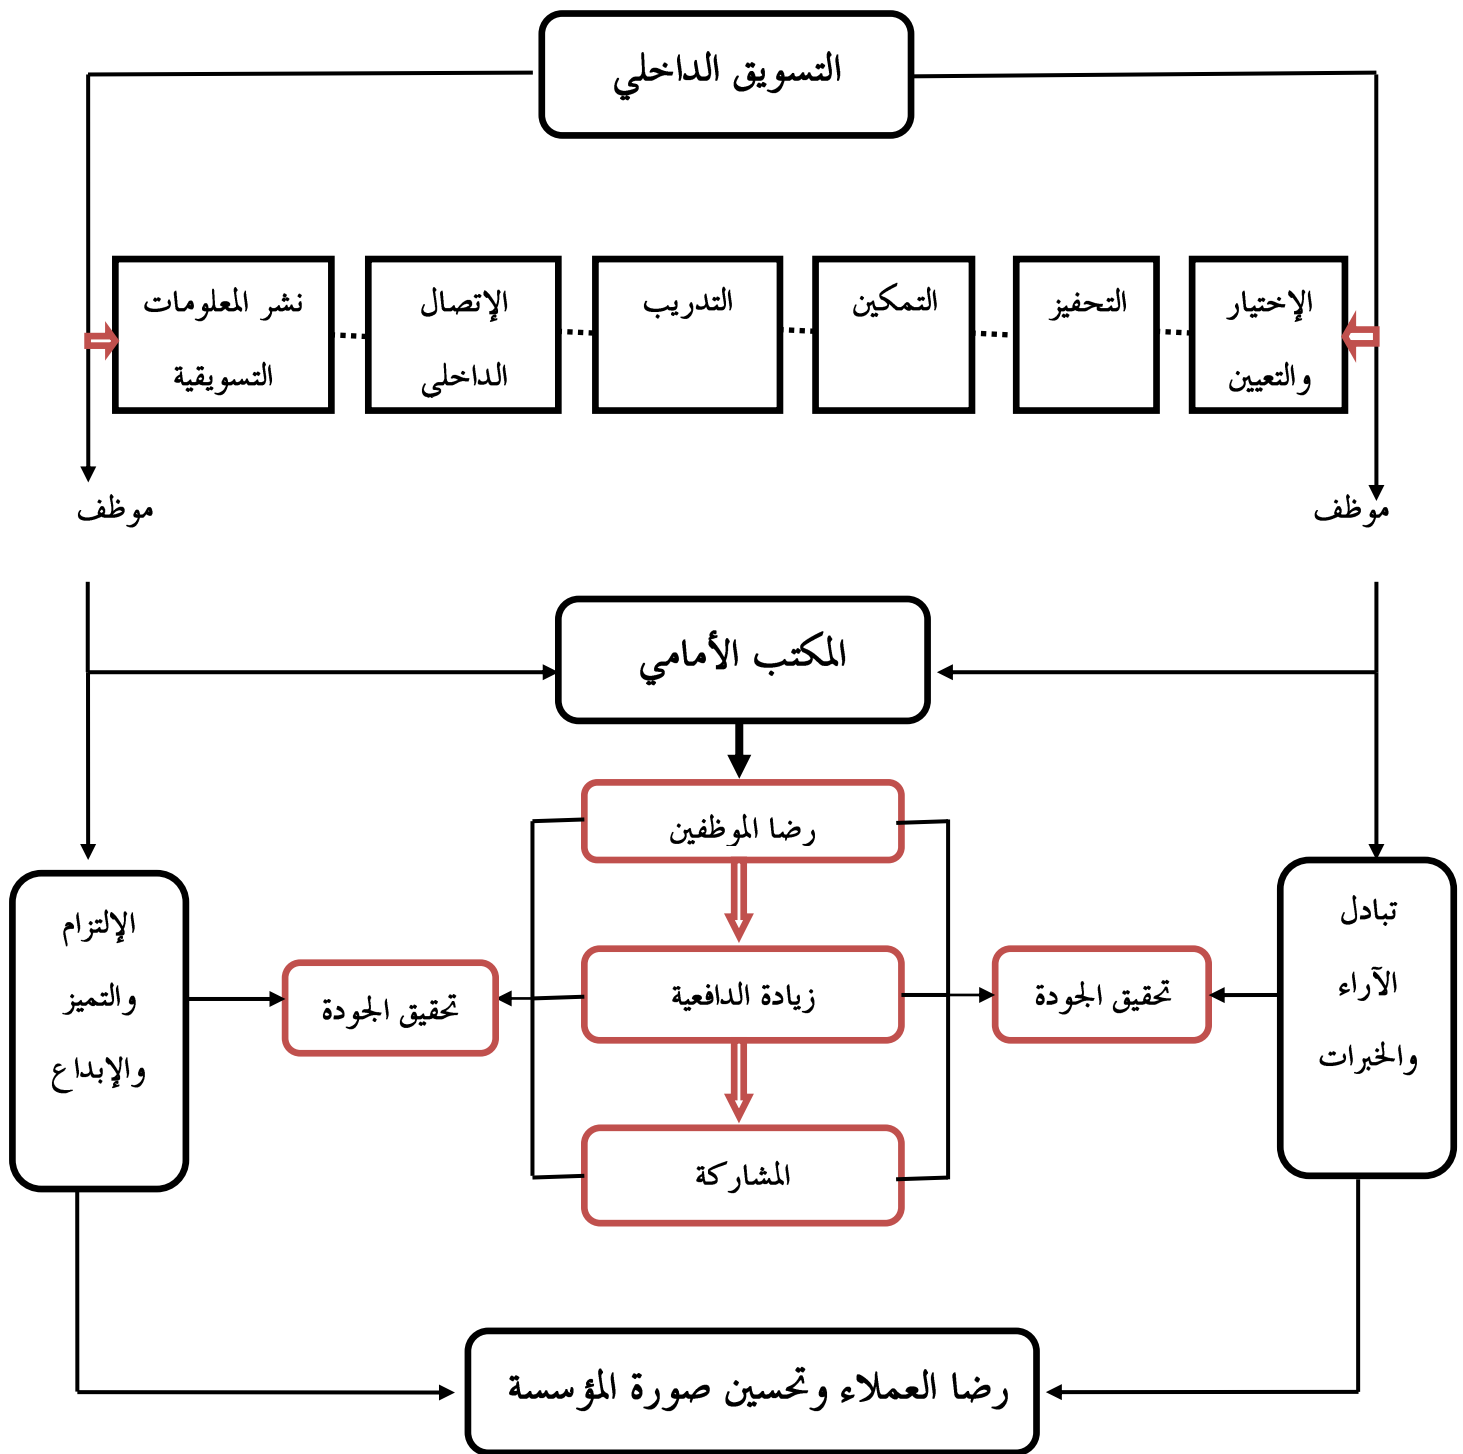 التسويق الداخلي
الإختيار
والتعيين
التحفيز
التمكين
التدريب
الإتصال
الداخلي
نشر المعلومات
التسويقية
موظف
موظف
المكتب الأمامي
رضا الموظفين
تبادل
الآراء
والخبرات
تحقيق الجودة
زيادة الدافعية
تحقيق الجودة
الإلتزام
والتميز
والإبداع
المشاركة
رضا العملاء وتحسين صورة المؤسسة